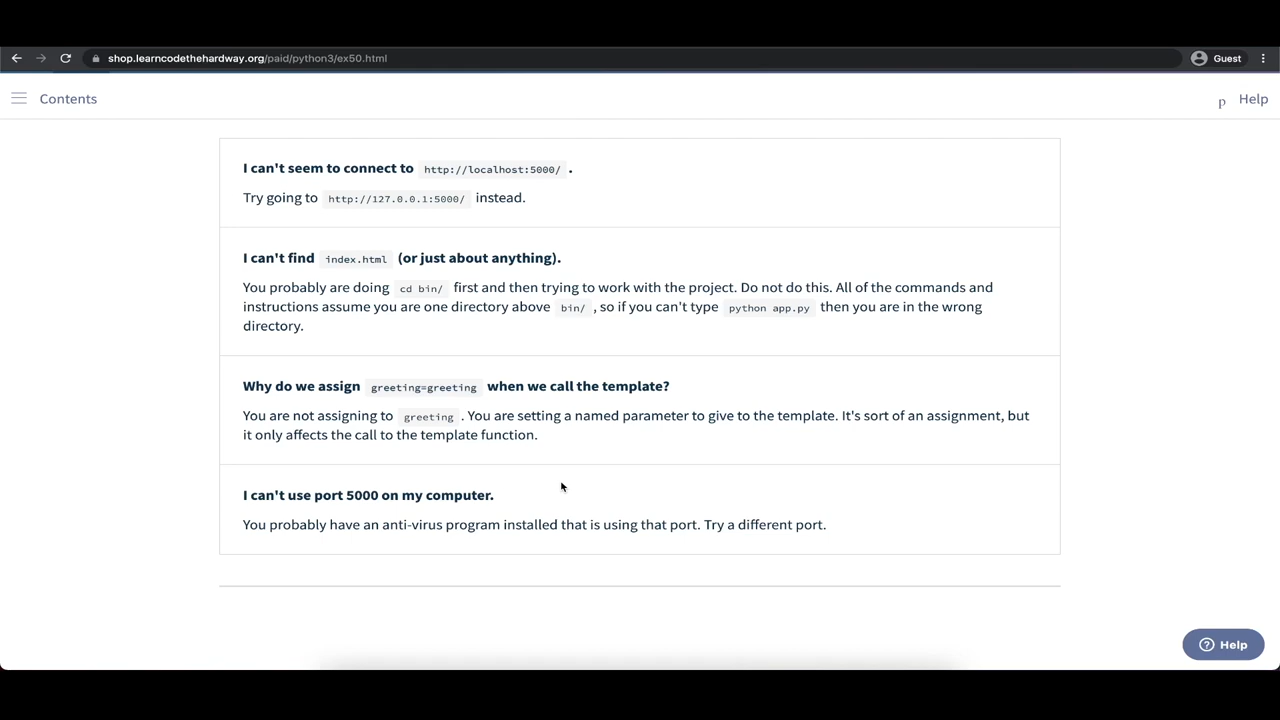 shop.learncodethehardway.org/paid/python3/ex50.html
Guest
Contents
p
Help
I can't seem to connect to http://localhost:5000/ .
Try going to http://127.0.0.1:5000/ instead.
I can't find index.html (or just about anything).
You probably are doing cd bin/ first and then trying to work with the project. Do not do this. All of the commands and
instructions assume you are one directory above bin/ , so if you can't type python app.py then you are in the wrong
directory.
Why do we assign greeting=greeting when we call the template?
You are not assigning to greeting . You are setting a named parameter to give to the template. It's sort of an assignment, but
it only affects the call to the template function.
I can't use port 5000 on my computer.
You probably have an anti-virus program installed that is using that port. Try a different port.
Help